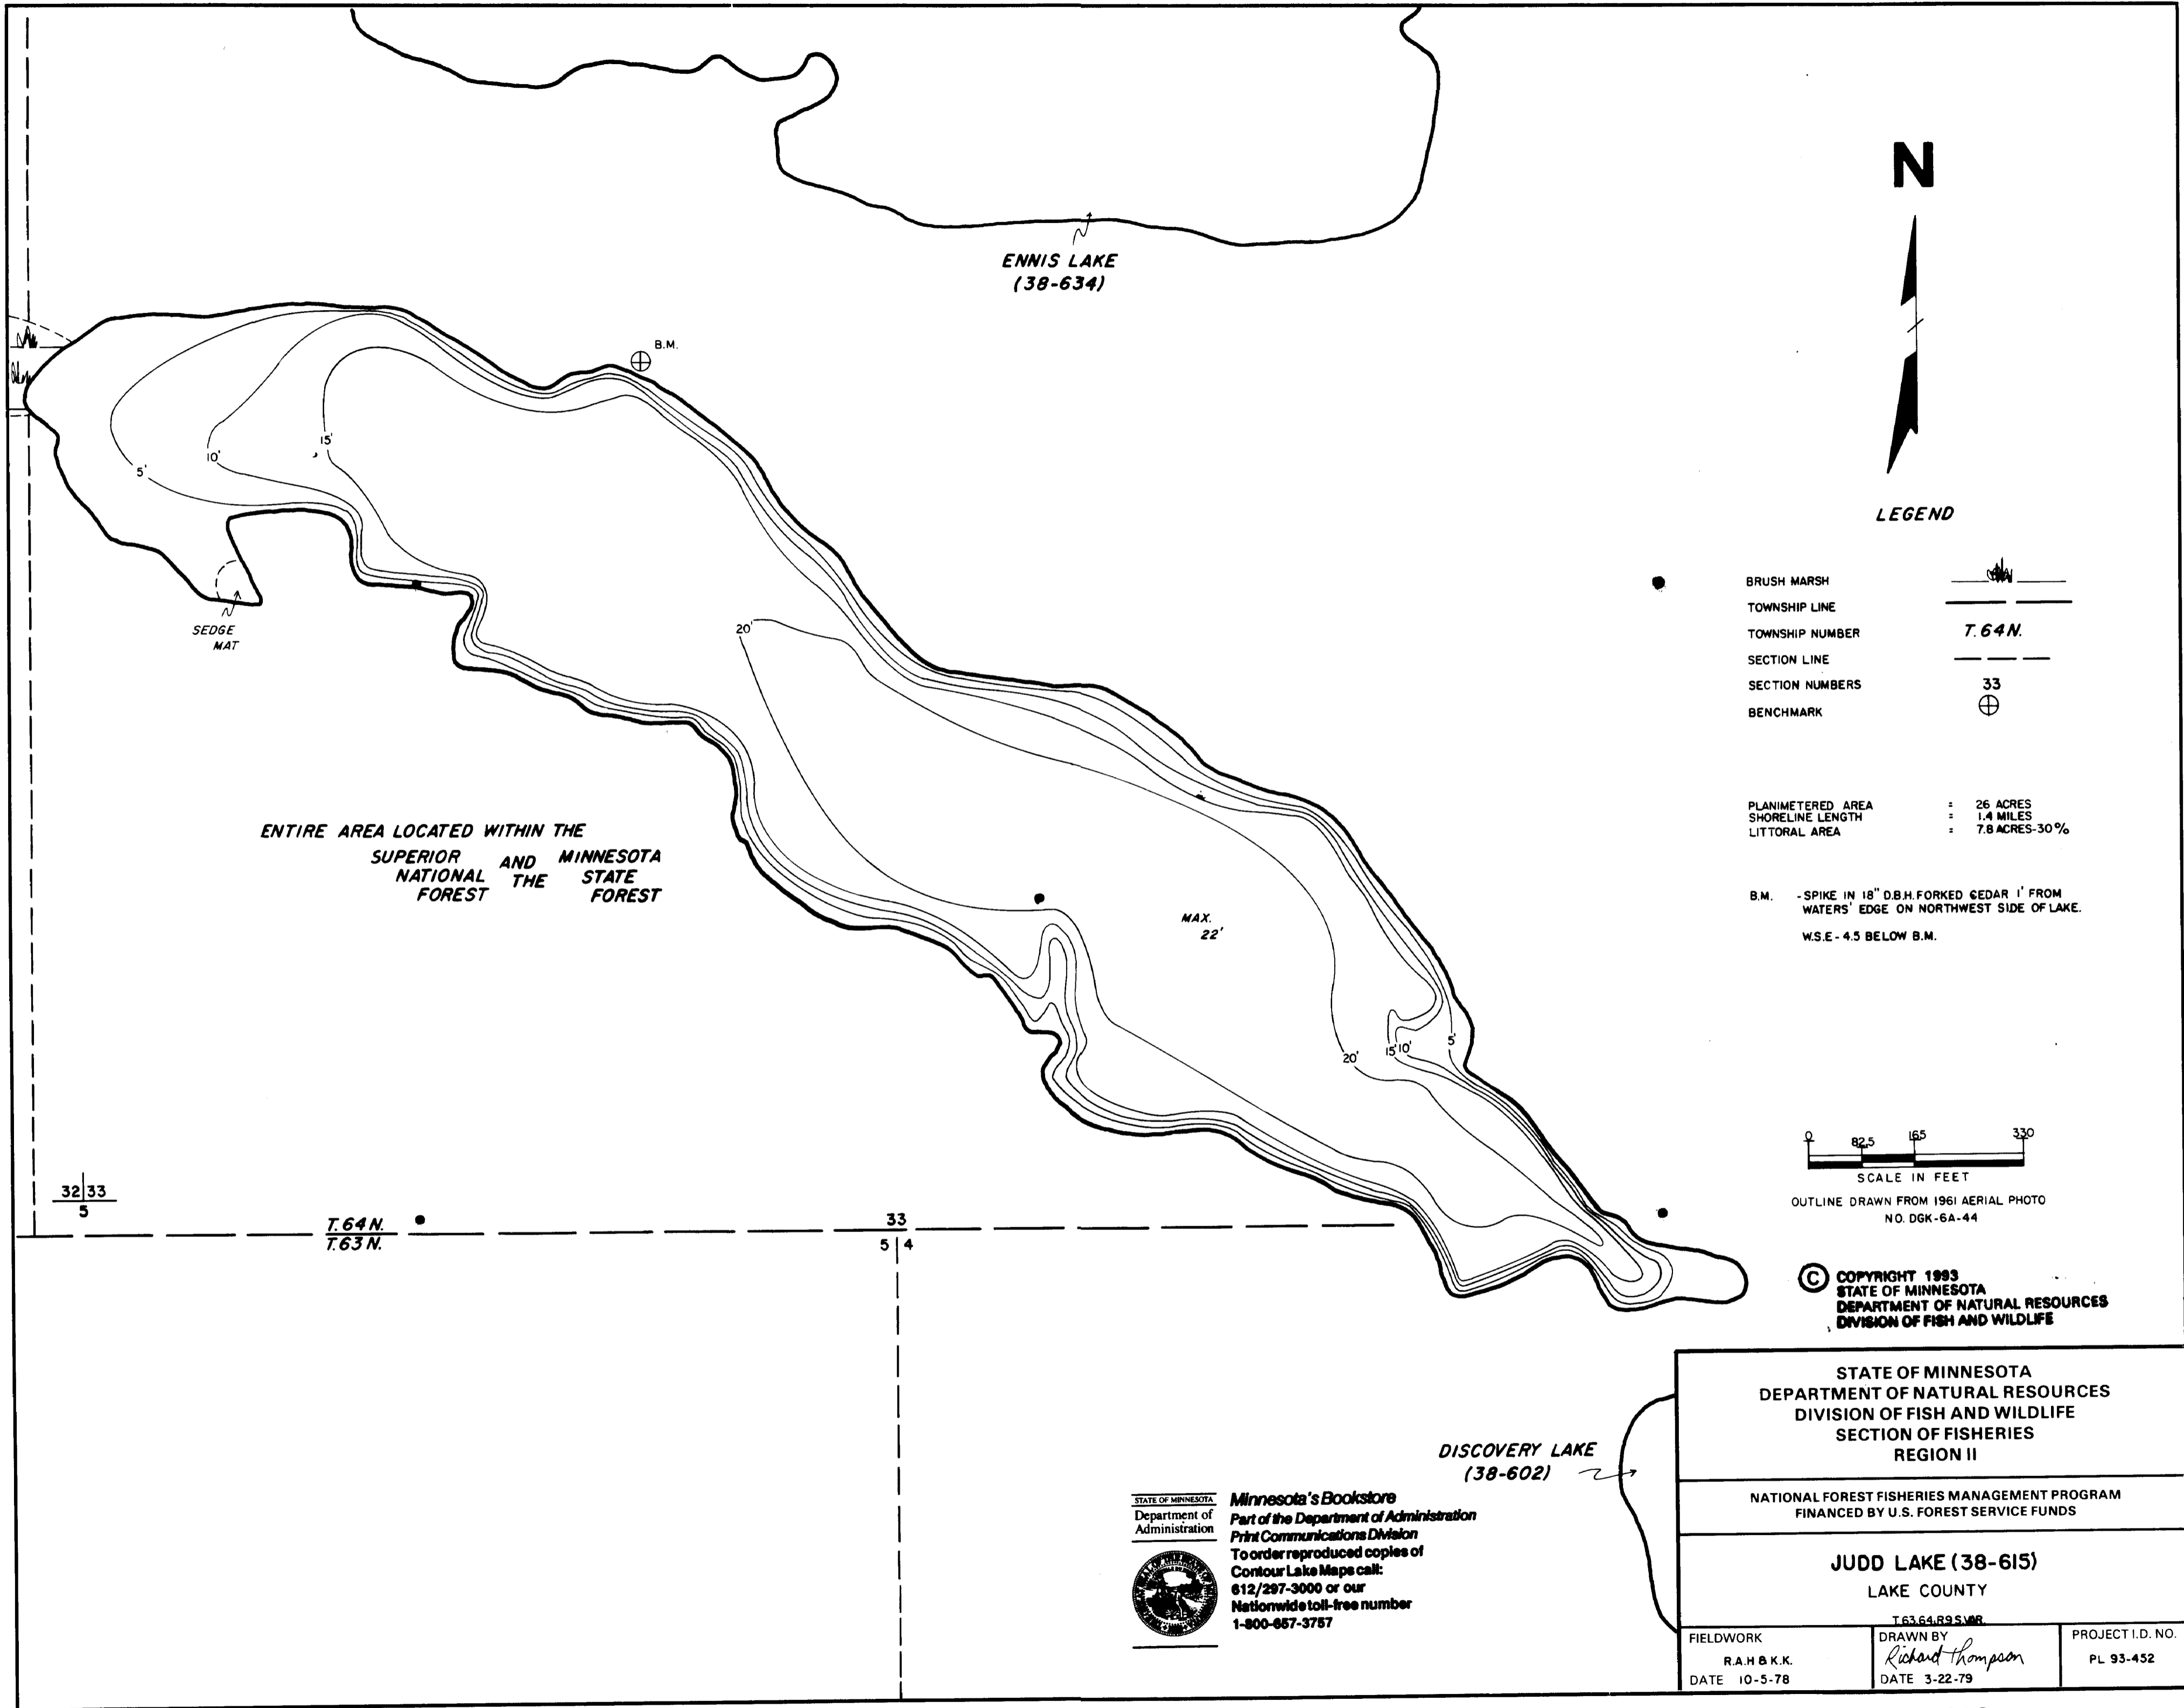 ENNIS LAKE
(38-634)
N
B.M.
15'
10'
5'
SEDGE
MAT
20'
ENTIRE AREA LOCATED WITHIN THE
SUPERIOR NATIONAL FOREST AND THE MINNESOTA STATE FOREST
MAX.
22'
20'
15'
10'
5'
LEGEND
BRUSH MARSH
TOWNSHIP LINE
TOWNSHIP NUMBER T. 64 N.
SECTION LINE
SECTION NUMBERS 33
BENCHMARK
PLANIMETERED AREA = 26 ACRES
SHORELINE LENGTH = 1.4 MILES
LITTORAL AREA = 7.8 ACRES-30%
B.M. - SPIKE IN 18" D.B.H. FORKED CEDAR 1' FROM
WATERS' EDGE ON NORTHWEST SIDE OF LAKE.
W.S.E - 4.5 BELOW B.M.
0 82.5 165 330
SCALE IN FEET
OUTLINE DRAWN FROM 1961 AERIAL PHOTO
NO. DGK-6A-44
32 33
5
T. 64 N.
T. 63 N.
33
5 4
© COPYRIGHT 1993
STATE OF MINNESOTA
DEPARTMENT OF NATURAL RESOURCES
DIVISION OF FISH AND WILDLIFE
DISCOVERY LAKE
(38-602)
STATE OF MINNESOTA
Department of
Administration
Minnesota's Bookstore
Part of the Department of Administration
Print Communications Division
To order reproduced copies of
Contour Lake Maps call:
612/297-3000 or our
Nationwide toll-free number
1-800-657-3757
STATE OF MINNESOTA
DEPARTMENT OF NATURAL RESOURCES
DIVISION OF FISH AND WILDLIFE
SECTION OF FISHERIES
REGION II
NATIONAL FOREST FISHERIES MANAGEMENT PROGRAM
FINANCED BY U.S. FOREST SERVICE FUNDS
JUDD LAKE (38-615)
LAKE COUNTY
T.63,64.R9 S.VAR.
FIELDWORK
R.A.H & K.K.
DATE 10-5-78
DRAWN BY
Richard Thompson
DATE 3-22-79
PROJECT I.D. NO.
PL 93-452